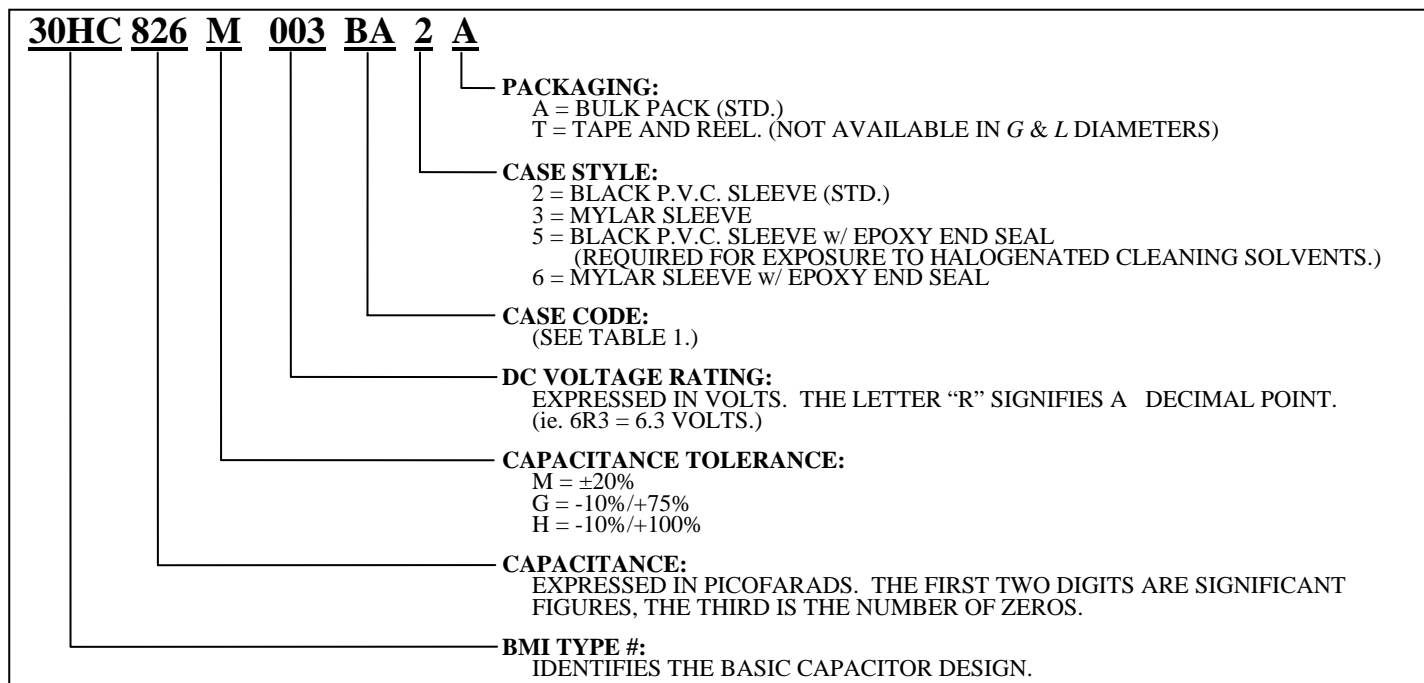 30HC 826 M 003 BA 2 A
PACKAGING:
A = BULK PACK (STD.)
T = TAPE AND REEL. (NOT AVAILABLE IN G & L DIAMETERS)
CASE STYLE:
2 = BLACK P.V.C. SLEEVE (STD.)
3 = MYLAR SLEEVE
5 = BLACK P.V.C. SLEEVE W/ EPOXY END SEAL
(REQUIRED FOR EXPOSURE TO HALOGENATED CLEANING SOLVENTS.)
6 = MYLAR SLEEVE W/ EPOXY END SEAL
CASE CODE:
(SEE TABLE 1.)
DC VOLTAGE RATING:
EXPRESSED IN VOLTS. THE LETTER “R” SIGNIFIES A DECIMAL POINT.
(ie. 6R3 = 6.3 VOLTS.)
CAPACITANCE TOLERANCE:
M = ±20%
G = -10%/+75%
H = -10%/+100%
CAPACITANCE:
EXPRESSED IN PICOFARADS. THE FIRST TWO DIGITS ARE SIGNIFICANT
FIGURES, THE THIRD IS THE NUMBER OF ZEROS.
BMI TYPE #:
IDENTIFIES THE BASIC CAPACITOR DESIGN.